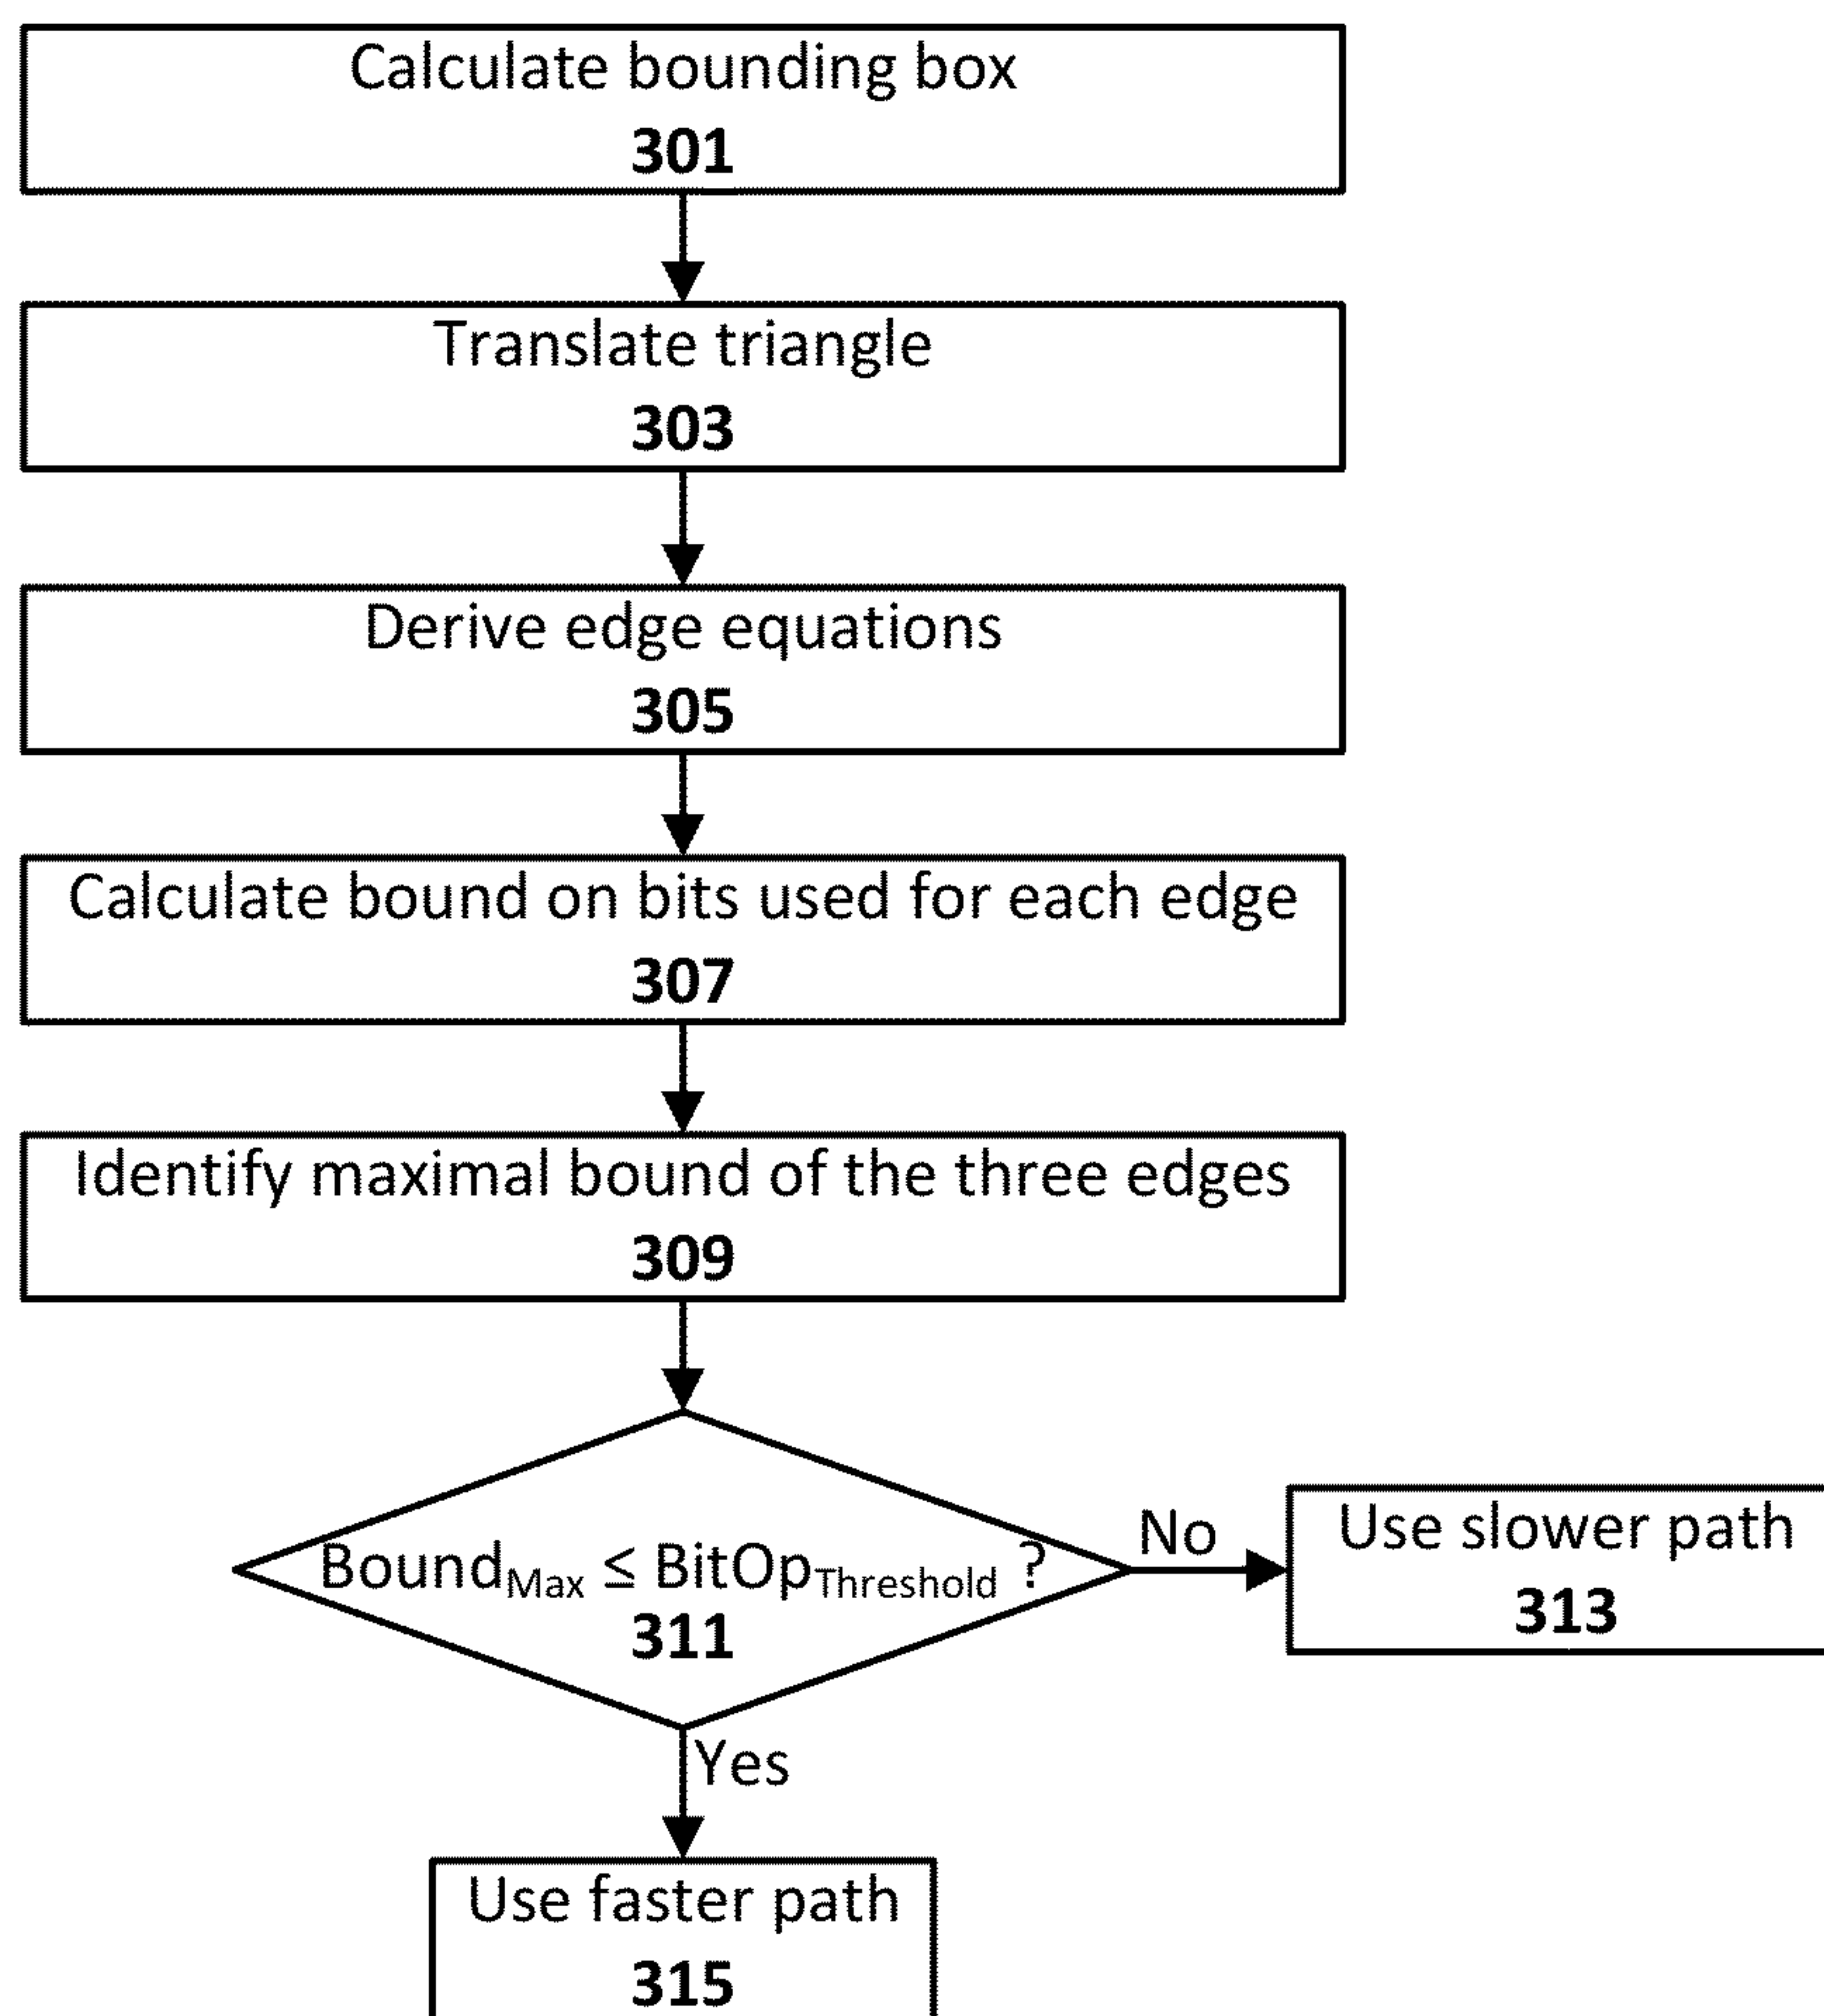 Calculate bounding box
301
Translate triangle
303
Derive edge equations
305
Calculate bound on bits used for each edge
307
Identify maximal bound of the three edges
309
BoundMax ≤ BitOpThreshold ?
311
No
Use slower path
313
Yes
Use faster path
315